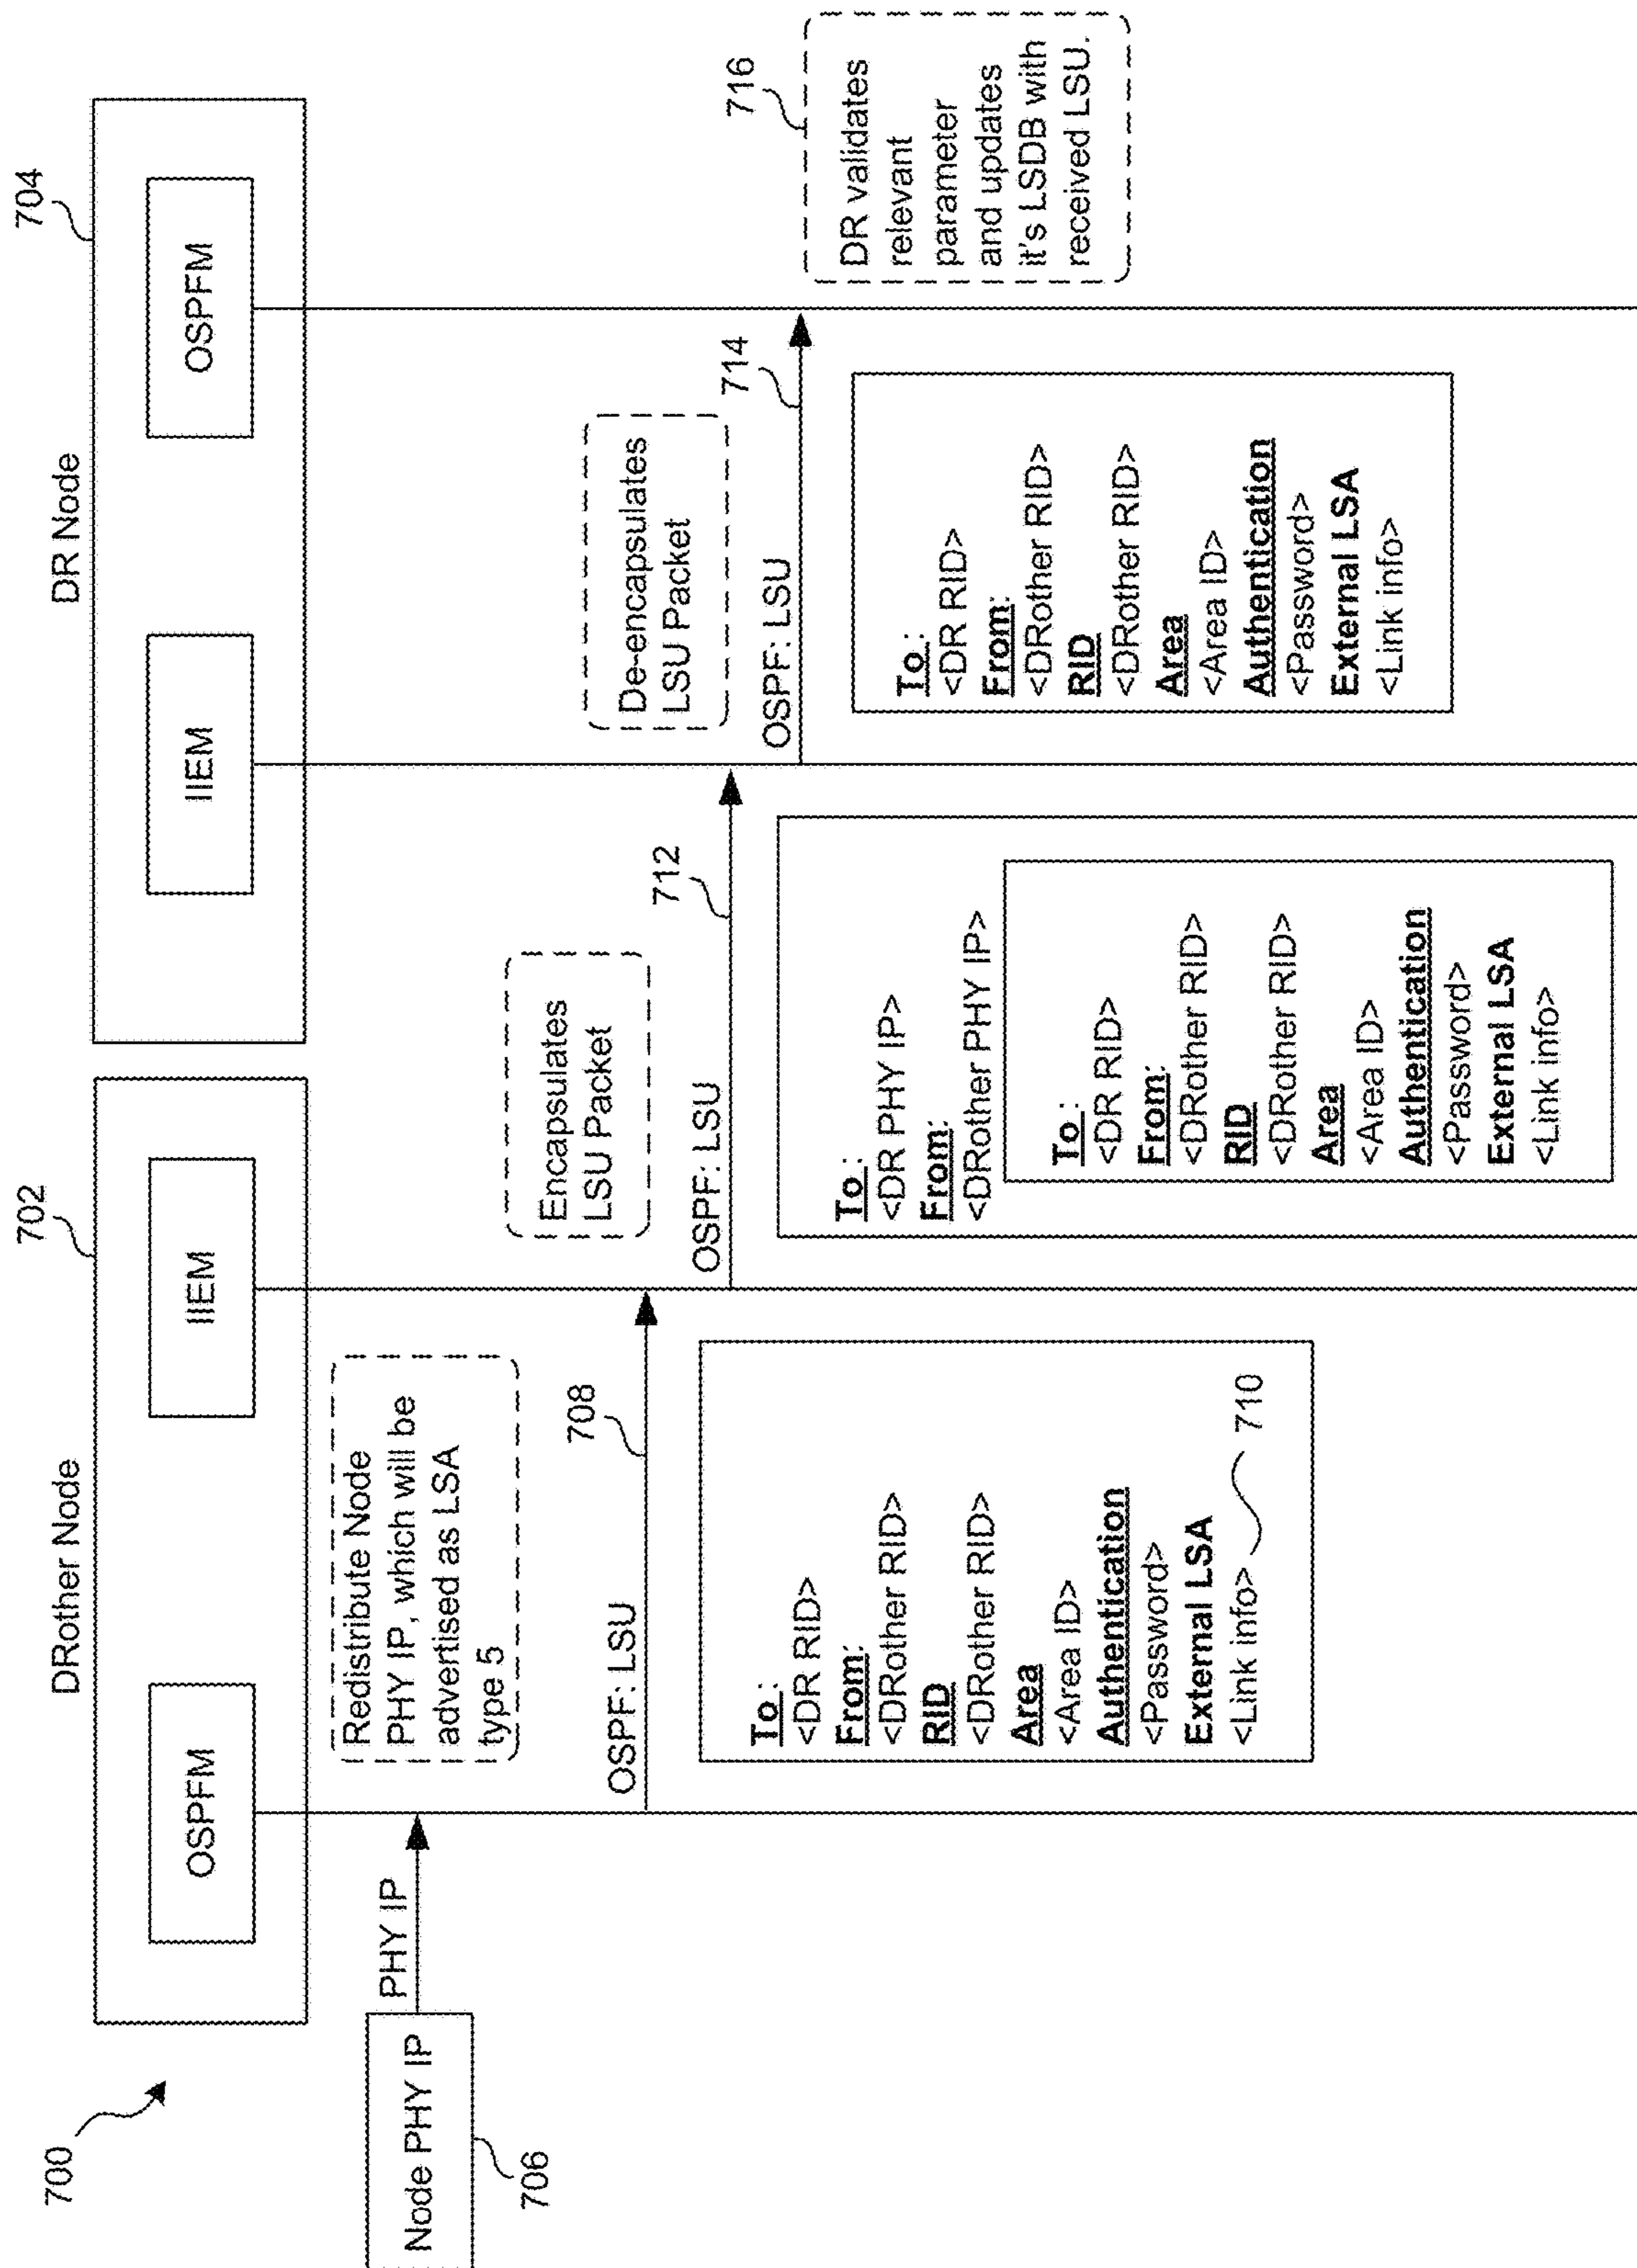 700
DRother Node
702
OSPFM
IIEM
DR Node
704
IIEM
OSPFM
Node PHY IP
706
PHY IP
Redistribute Node
PHY IP, which will be
advertised as LSA
type 5
OSPF: LSU
708
To :
<DR RID>
From:
<DRother RID>
RID
<DRother RID>
Area
<Area ID>
Authentication
<Password>
External LSA
<Link info>
710
Encapsulates
LSU Packet
OSPF: LSU
712
To :
<DR PHY IP>
From:
<DRother PHY IP>
To :
<DR RID>
From:
<DRother RID>
RID
<DRother RID>
Area
<Area ID>
Authentication
<Password>
External LSA
<Link info>
De-encapsulates
LSU Packet
OSPF: LSU
714
To :
<DR RID>
From:
<DRother RID>
RID
<DRother RID>
Area
<Area ID>
Authentication
<Password>
External LSA
<Link info>
716
DR validates
relevant
parameter
and updates
it's LSDB with
received LSU.